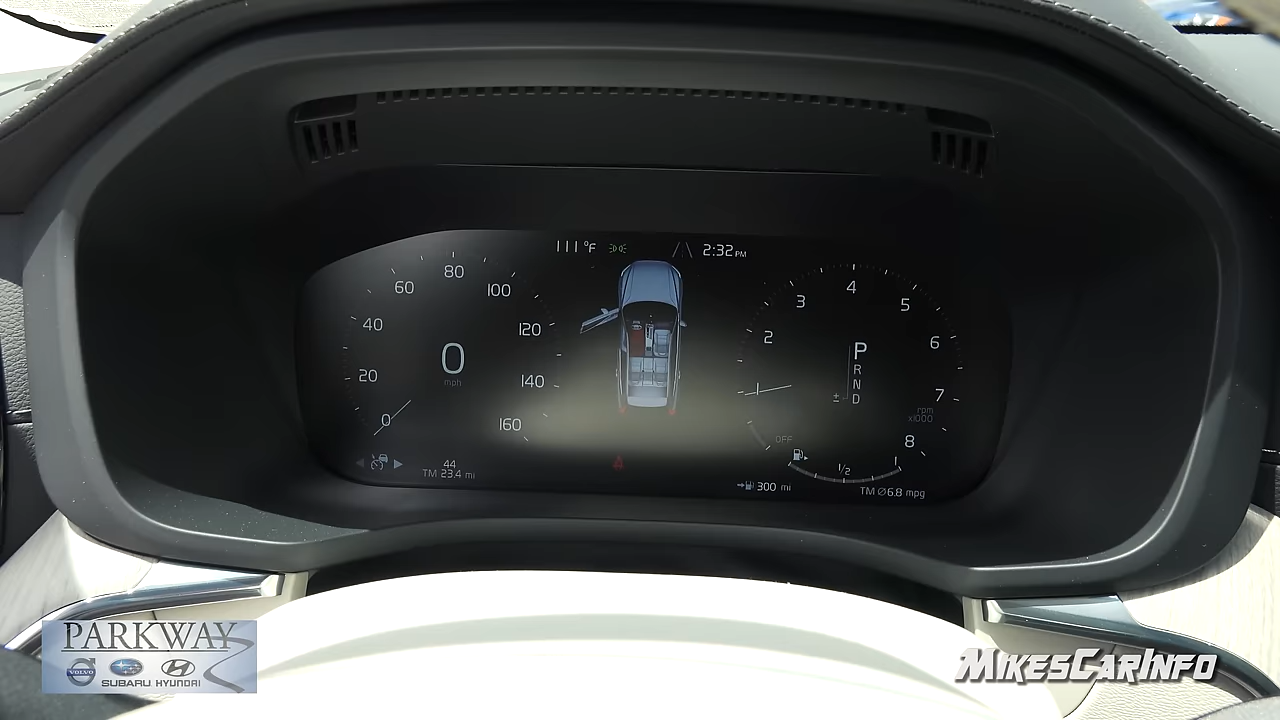 111 °F 2:32 PM
0 20 40 60 80 100 120 140 160
0
mph
2 3 4 5 6 7 8
rpm
x1000
P
R
N
D
±
OFF
1/2
44
TM 23.4 mi
300 mi
TM Ø6.8 mpg
PARKWAY
VOLVO SUBARU HYUNDAI
MIKESCARINFO